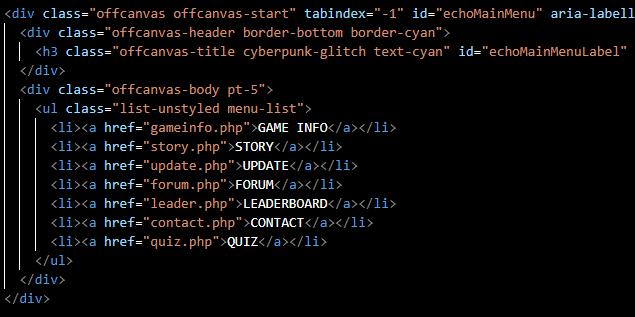 <div class="offcanvas offcanvas-start" tabindex="-1" id="echoMainMenu" aria-labell
<div class="offcanvas-header border-bottom border-cyan">
<h3 class="offcanvas-title cyberpunk-glitch text-cyan" id="echoMainMenuLabel"
</div>
<div class="offcanvas-body pt-5">
<ul class="list-unstyled menu-list">
<li><a href="gameinfo.php">GAME INFO</a></li>
<li><a href="story.php">STORY</a></li>
<li><a href="update.php">UPDATE</a></li>
<li><a href="forum.php">FORUM</a></li>
<li><a href="leader.php">LEADERBOARD</a></li>
<li><a href="contact.php">CONTACT</a></li>
<li><a href="quiz.php">QUIZ</a></li>
</ul>
</div>
</div>